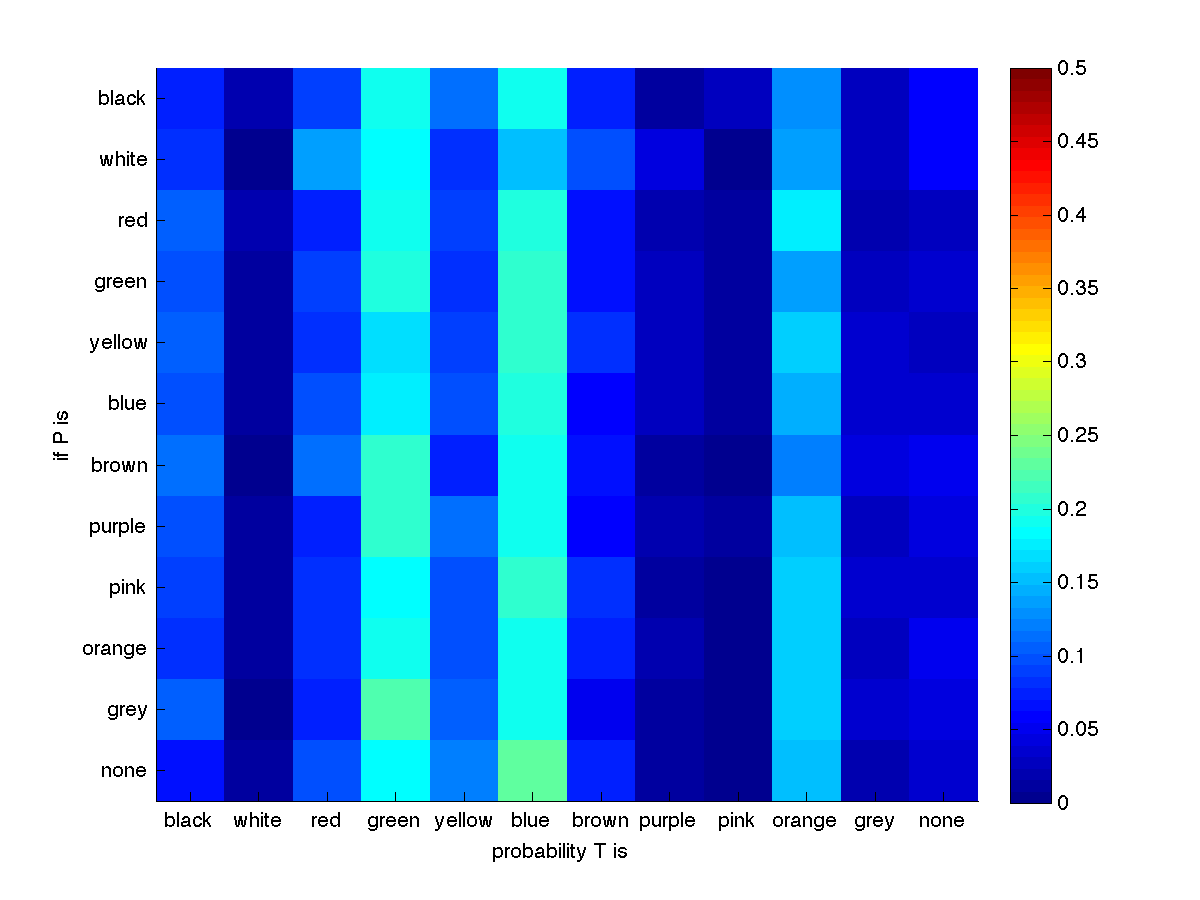 black
white
red
green
yellow
blue
brown
purple
pink
orange
grey
none
if P is
black white red green yellow blue brown purple pink orange grey none
probability T is
0.5
0.45
0.4
0.35
0.3
0.25
0.2
0.15
0.1
0.05
0